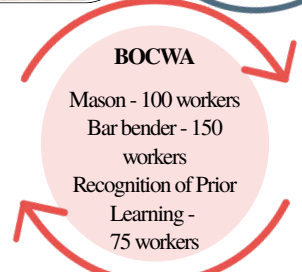 BOCWA
Mason - 100 workers
Bar bender - 150
workers
Recognition of Prior
Learning -
75 workers